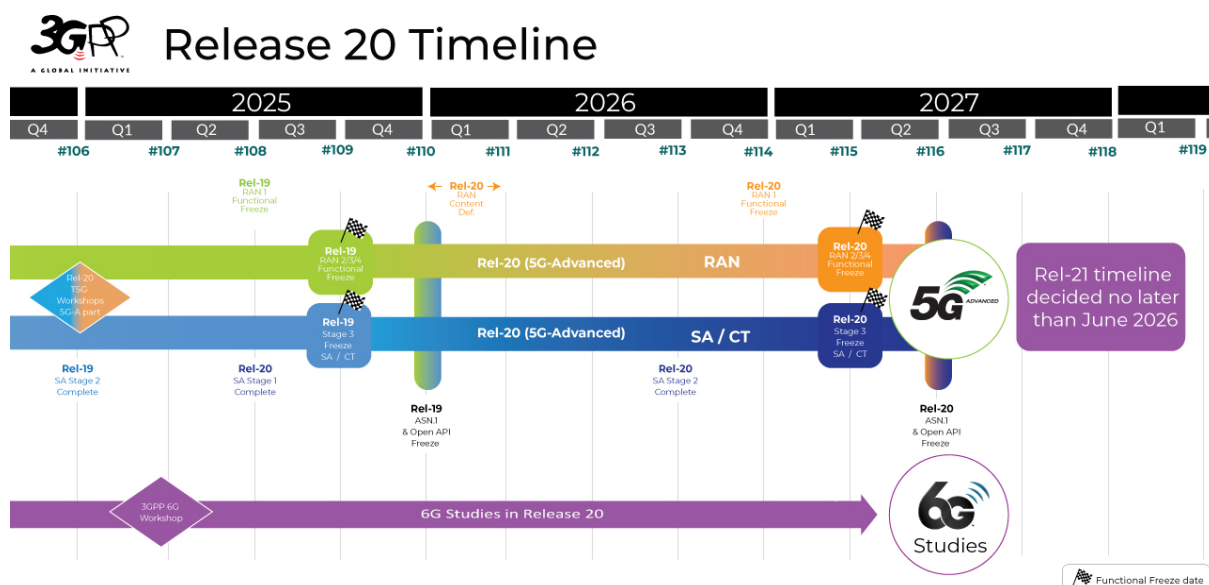 3GPP
A GLOBAL INITIATIVE
Release 20 Timeline
2025 2026 2027
Q4 Q1 Q2 Q3 Q4 Q1 Q2 Q3 Q4 Q1 Q2 Q3 Q4 Q1
#106 #107 #108 #109 #110 #111 #112 #113 #114 #115 #116 #117 #118 #119
Rel-19
RAN 1
Functional
Freeze
Rel-20
RAN
Content
Def.
Rel-20
RAN 1
Functional
Freeze
Rel-19
RAN 2/3/4
Functional
Freeze
Rel-20 (5G-Advanced) RAN
Rel-20
RAN 2/3/4
Functional
Freeze
Rel-20
TSG
Workshops
5G-A part
5G ADVANCED
Rel-21 timeline
decided no later
than June 2026
Rel-19
Stage 3
Freeze
SA / CT
Rel-20 (5G-Advanced) SA / CT
Rel-20
Stage 3
Freeze
SA / CT
Rel-19
SA Stage 2
Complete
Rel-20
SA Stage 1
Complete
Rel-20
SA Stage 2
Complete
Rel-19
ASN.1
& Open API
Freeze
Rel-20
ASN.1
& Open API
Freeze
3GPP 6G
Workshop
6G Studies in Release 20
6G
Studies
Functional Freeze date